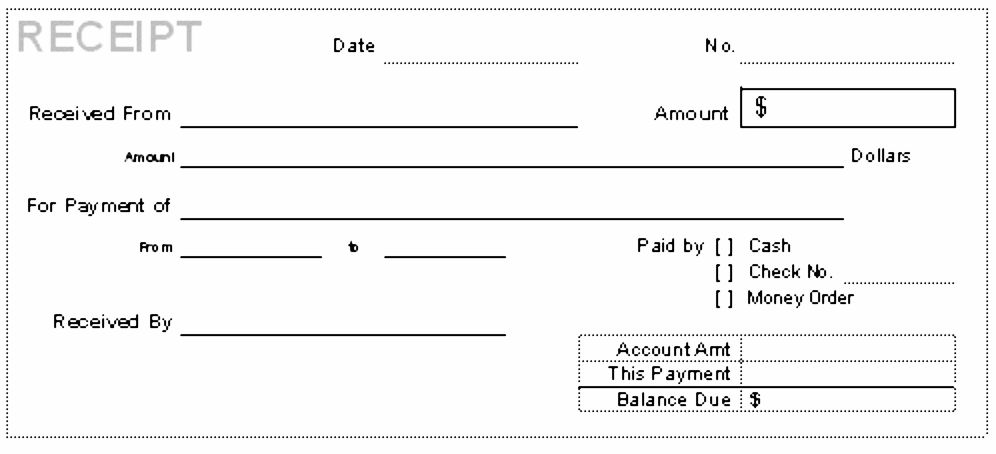 RECEIPT Date No.
Received From Amount $
Amount Dollars
For Payment of
From to Paid by [ ] Cash
[ ] Check No.
[ ] Money Order
Received By
Account Amt
This Payment
Balance Due $